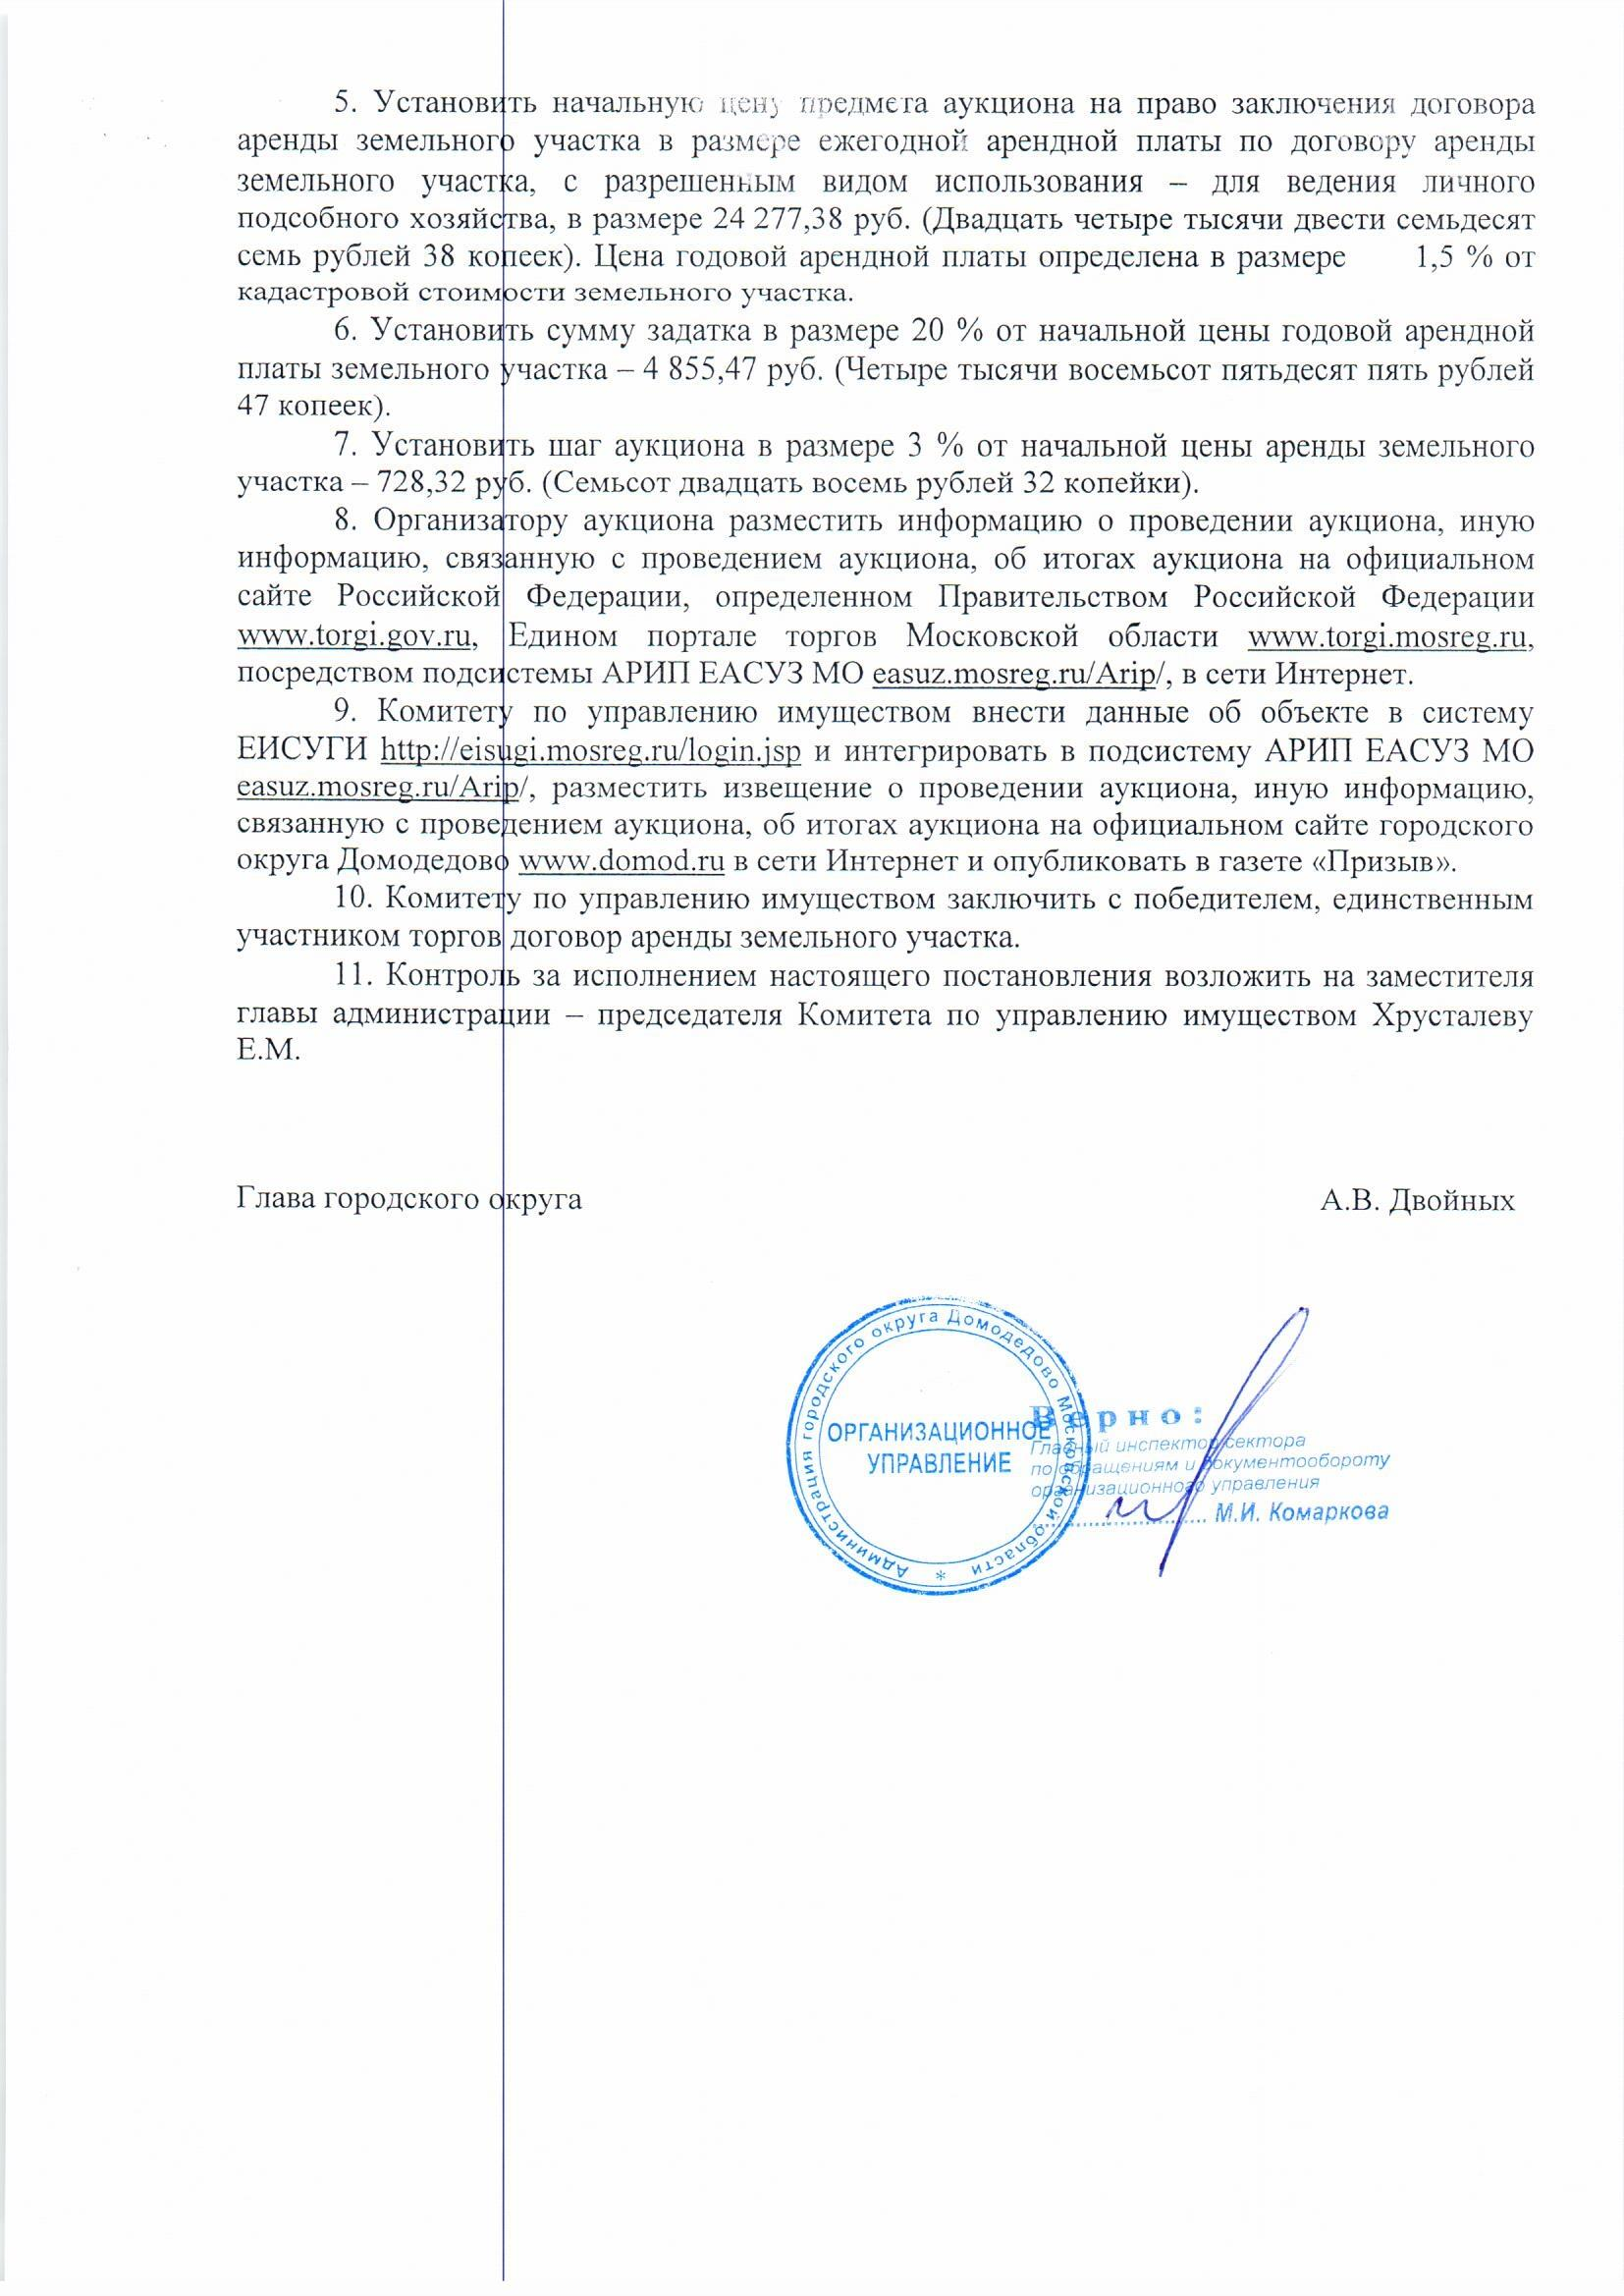 5. Установить начальную цену предмета аукциона на право заключения договора
аренды земельного участка в размере ежегодной арендной платы по договору аренды
земельного участка, с разрешенным видом использования – для ведения личного
подсобного хозяйства, в размере 24 277,38 руб. (Двадцать четыре тысячи двести семьдесят
семь рублей 38 копеек). Цена годовой арендной платы определена в размере 1,5 % от
кадастровой стоимости земельного участка.
6. Установить сумму задатка в размере 20 % от начальной цены годовой арендной
платы земельного участка – 4 855,47 руб. (Четыре тысячи восемьсот пятьдесят пять рублей
47 копеек).
7. Установить шаг аукциона в размере 3 % от начальной цены аренды земельного
участка – 728,32 руб. (Семьсот двадцать восемь рублей 32 копейки).
8. Организатору аукциона разместить информацию о проведении аукциона, иную
информацию, связанную с проведением аукциона, об итогах аукциона на официальном
сайте Российской Федерации, определенном Правительством Российской Федерации
www.torgi.gov.ru, Едином портале торгов Московской области www.torgi.mosreg.ru,
посредством подсистемы АРИП ЕАСУЗ МО easuz.mosreg.ru/Arip/, в сети Интернет.
9. Комитету по управлению имуществом внести данные об объекте в систему
ЕИСУГИ http://eisugi.mosreg.ru/login.jsp и интегрировать в подсистему АРИП ЕАСУЗ МО
easuz.mosreg.ru/Arip/, разместить извещение о проведении аукциона, иную информацию,
связанную с проведением аукциона, об итогах аукциона на официальном сайте городского
округа Домодедово www.domod.ru в сети Интернет и опубликовать в газете «Призыв».
10. Комитету по управлению имуществом заключить с победителем, единственным
участником торгов договор аренды земельного участка.
11. Контроль за исполнением настоящего постановления возложить на заместителя
главы администрации – председателя Комитета по управлению имуществом Хрусталеву
Е.М.
Глава городского округа А.В. Двойных
Администрация городского округа Домодедово Московской области *
ОРГАНИЗАЦИОННОЕ
УПРАВЛЕНИЕ
Верно:
Главный инспектор сектора
по обращениям и документообороту
организационного управления
М.И. Комаркова